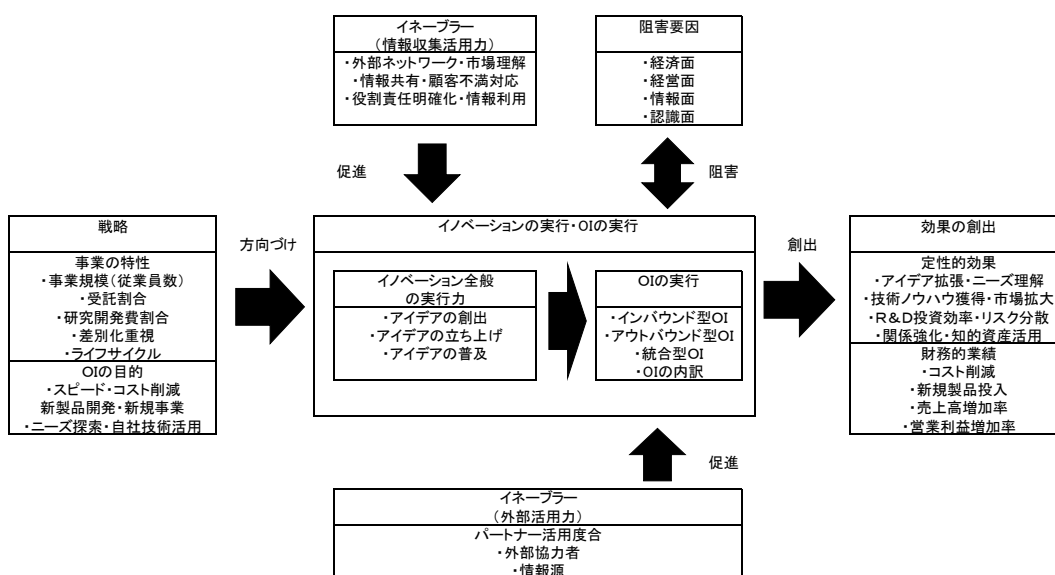 イネーブラー
（情報収集活用力）
・外部ネットワーク・市場理解
・情報共有・顧客不満対応
・役割責任明確化・情報利用
阻害要因
・経済面
・経営面
・情報面
・認識面
促進
阻害
戦略
事業の特性
・事業規模（従業員数）
・受託割合
・研究開発費割合
・差別化重視
・ライフサイクル
OIの目的
・スピード・コスト削減
新製品開発・新規事業
・ニーズ探索・自社技術活用
方向づけ
イノベーションの実行・OIの実行
イノベーション全般
の実行力
・アイデアの創出
・アイデアの立ち上げ
・アイデアの普及
OIの実行
・インバウンド型OI
・アウトバウンド型OI
・統合型OI
・OIの内訳
創出
効果の創出
定性的効果
・アイデア拡張・ニーズ理解
・技術ノウハウ獲得・市場拡大
・R&D投資効率・リスク分散
・関係強化・知的資産活用
財務的業績
・コスト削減
・新規製品投入
・売上高増加率
・営業利益増加率
促進
イネーブラー
（外部活用力）
パートナー活用度合
・外部協力者
・情報源